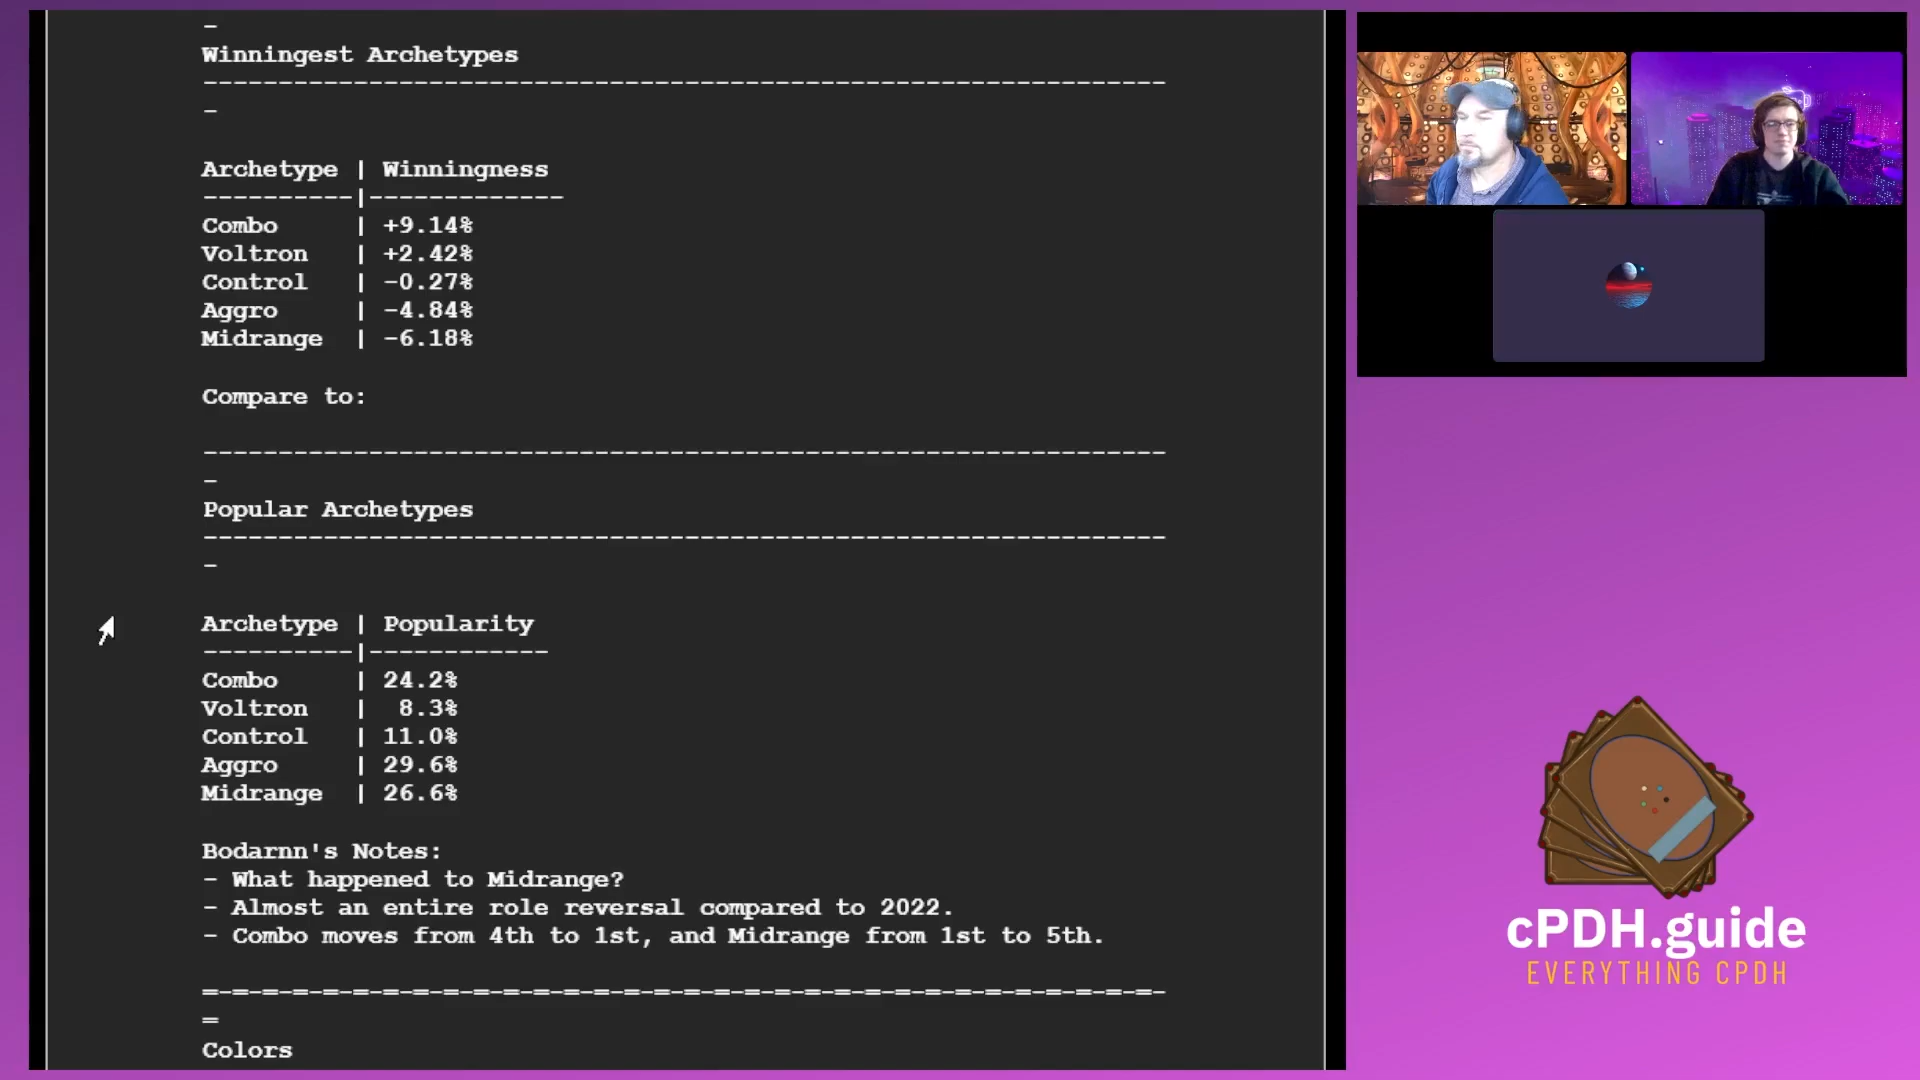 -
Winningest Archetypes
----------------------------------------------------------------
-
Archetype | Winningness
----------|-------------
Combo     | +9.14%
Voltron   | +2.42%
Control   | -0.27%
Aggro     | -4.84%
Midrange  | -6.18%
Compare to:
----------------------------------------------------------------
-
Popular Archetypes
----------------------------------------------------------------
-
Archetype | Popularity
----------|------------
Combo     | 24.2%
Voltron   |  8.3%
Control   | 11.0%
Aggro     | 29.6%
Midrange  | 26.6%
Bodarnn's Notes:
- What happened to Midrange?
- Almost an entire role reversal compared to 2022.
- Combo moves from 4th to 1st, and Midrange from 1st to 5th.
=-=-=-=-=-=-=-=-=-=-=-=-=-=-=-=-=-=-=-=-=-=-=-=-=-=-=-=-=-=-=-=-
=
Colors
cPDH.guide
EVERYTHING CPDH